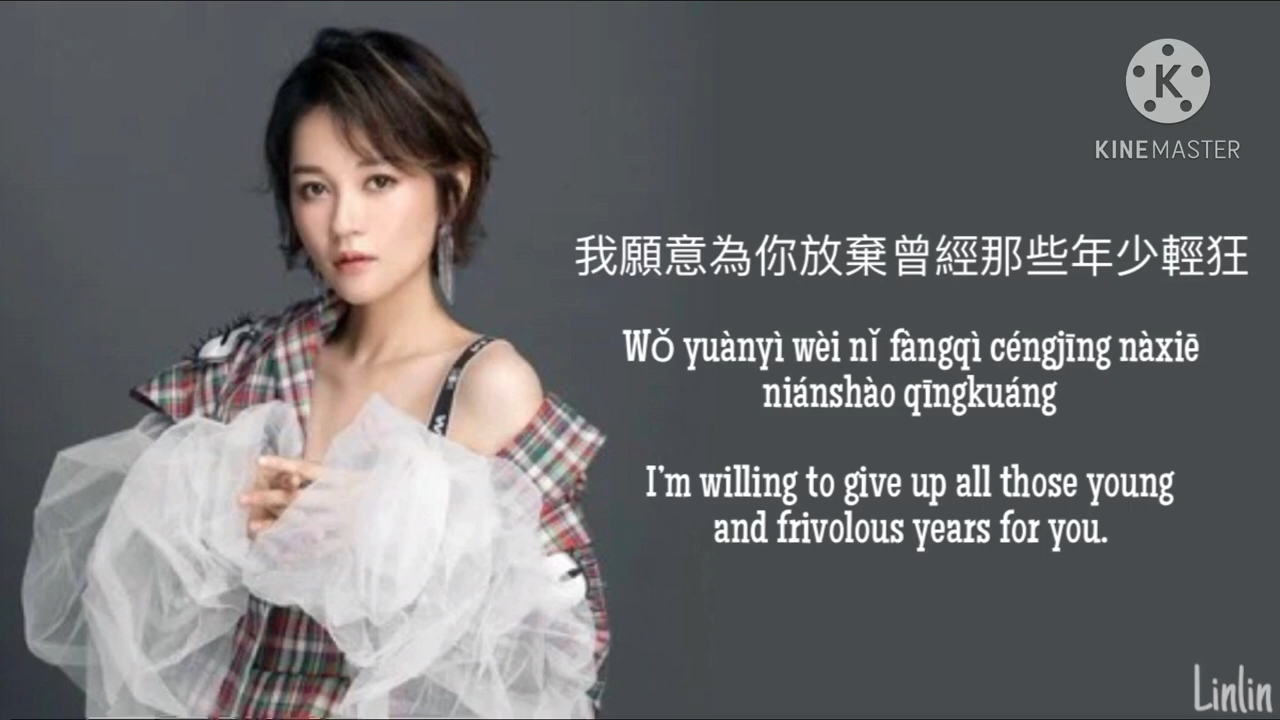 K
KINEMASTER
我願意為你放棄曾經那些年少輕狂
Wǒ yuànyì wèi nǐ fàngqì céngjīng nàxiē
niánshào qīngkuáng
I'm willing to give up all those young
and frivolous years for you.
Linlin